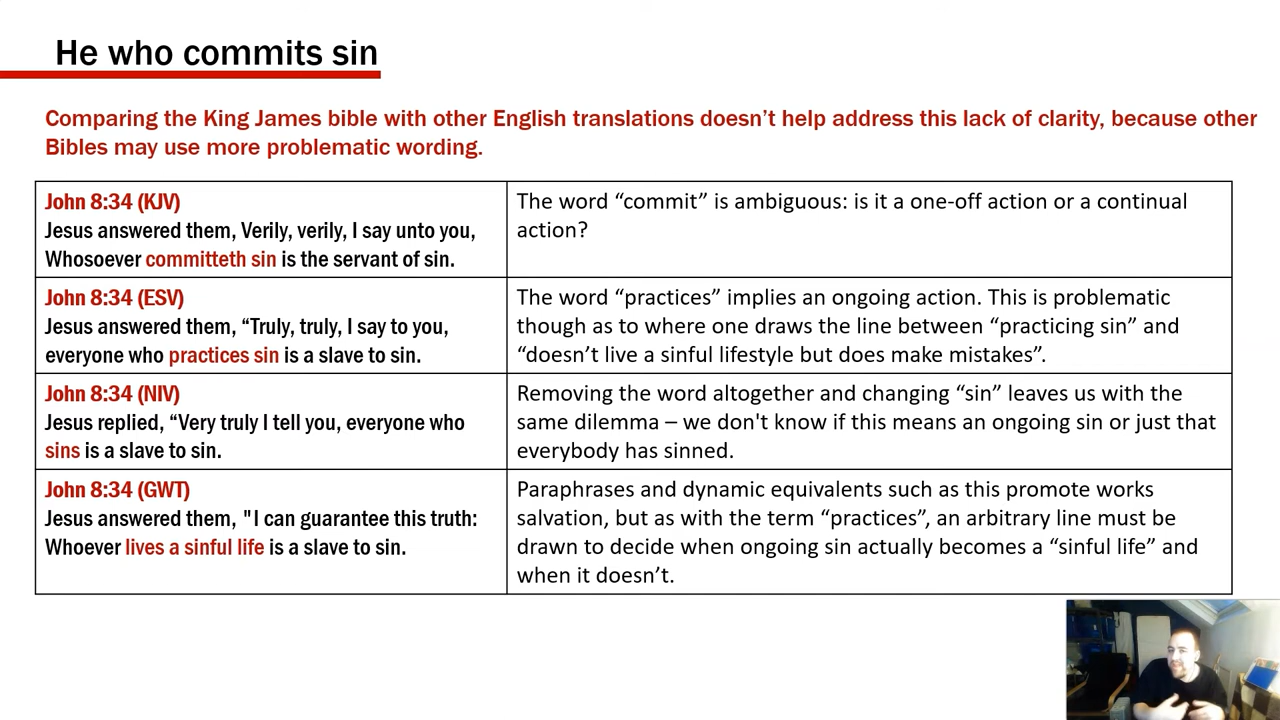 He who commits sin
Comparing the King James bible with other English translations doesn’t help address this lack of clarity, because other
Bibles may use more problematic wording.
John 8:34 (KJV)
Jesus answered them, Verily, verily, I say unto you,
Whosoever committeth sin is the servant of sin.
The word “commit” is ambiguous: is it a one-off action or a continual
action?
John 8:34 (ESV)
Jesus answered them, “Truly, truly, I say to you,
everyone who practices sin is a slave to sin.
The word “practices” implies an ongoing action. This is problematic
though as to where one draws the line between “practicing sin” and
“doesn’t live a sinful lifestyle but does make mistakes”.
John 8:34 (NIV)
Jesus replied, “Very truly I tell you, everyone who
sins is a slave to sin.
Removing the word altogether and changing “sin” leaves us with the
same dilemma – we don't know if this means an ongoing sin or just that
everybody has sinned.
John 8:34 (GWT)
Jesus answered them, "I can guarantee this truth:
Whoever lives a sinful life is a slave to sin.
Paraphrases and dynamic equivalents such as this promote works
salvation, but as with the term “practices”, an arbitrary line must be
drawn to decide when ongoing sin actually becomes a “sinful life” and
when it doesn’t.